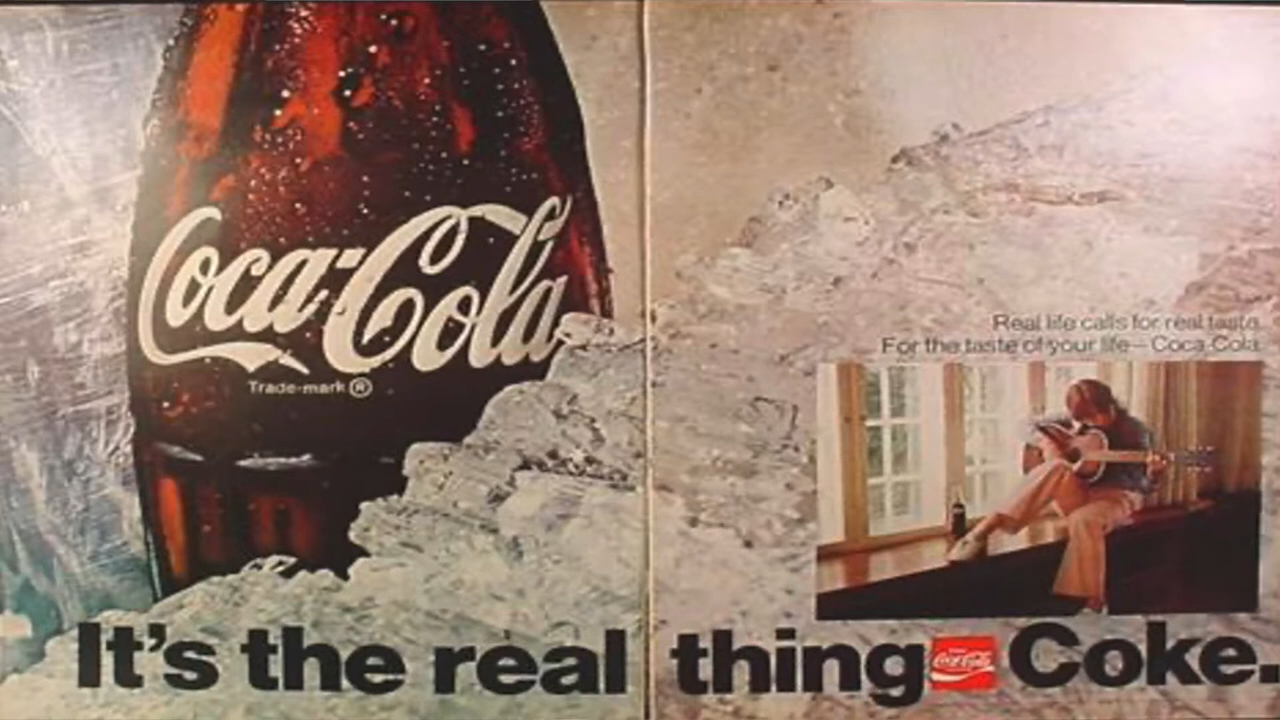 Coca-Cola
Trade-mark ®
Real life calls for real taste.
For the taste of your life—Coca-Cola.
It's the real thing
Coca-Cola
Coke.